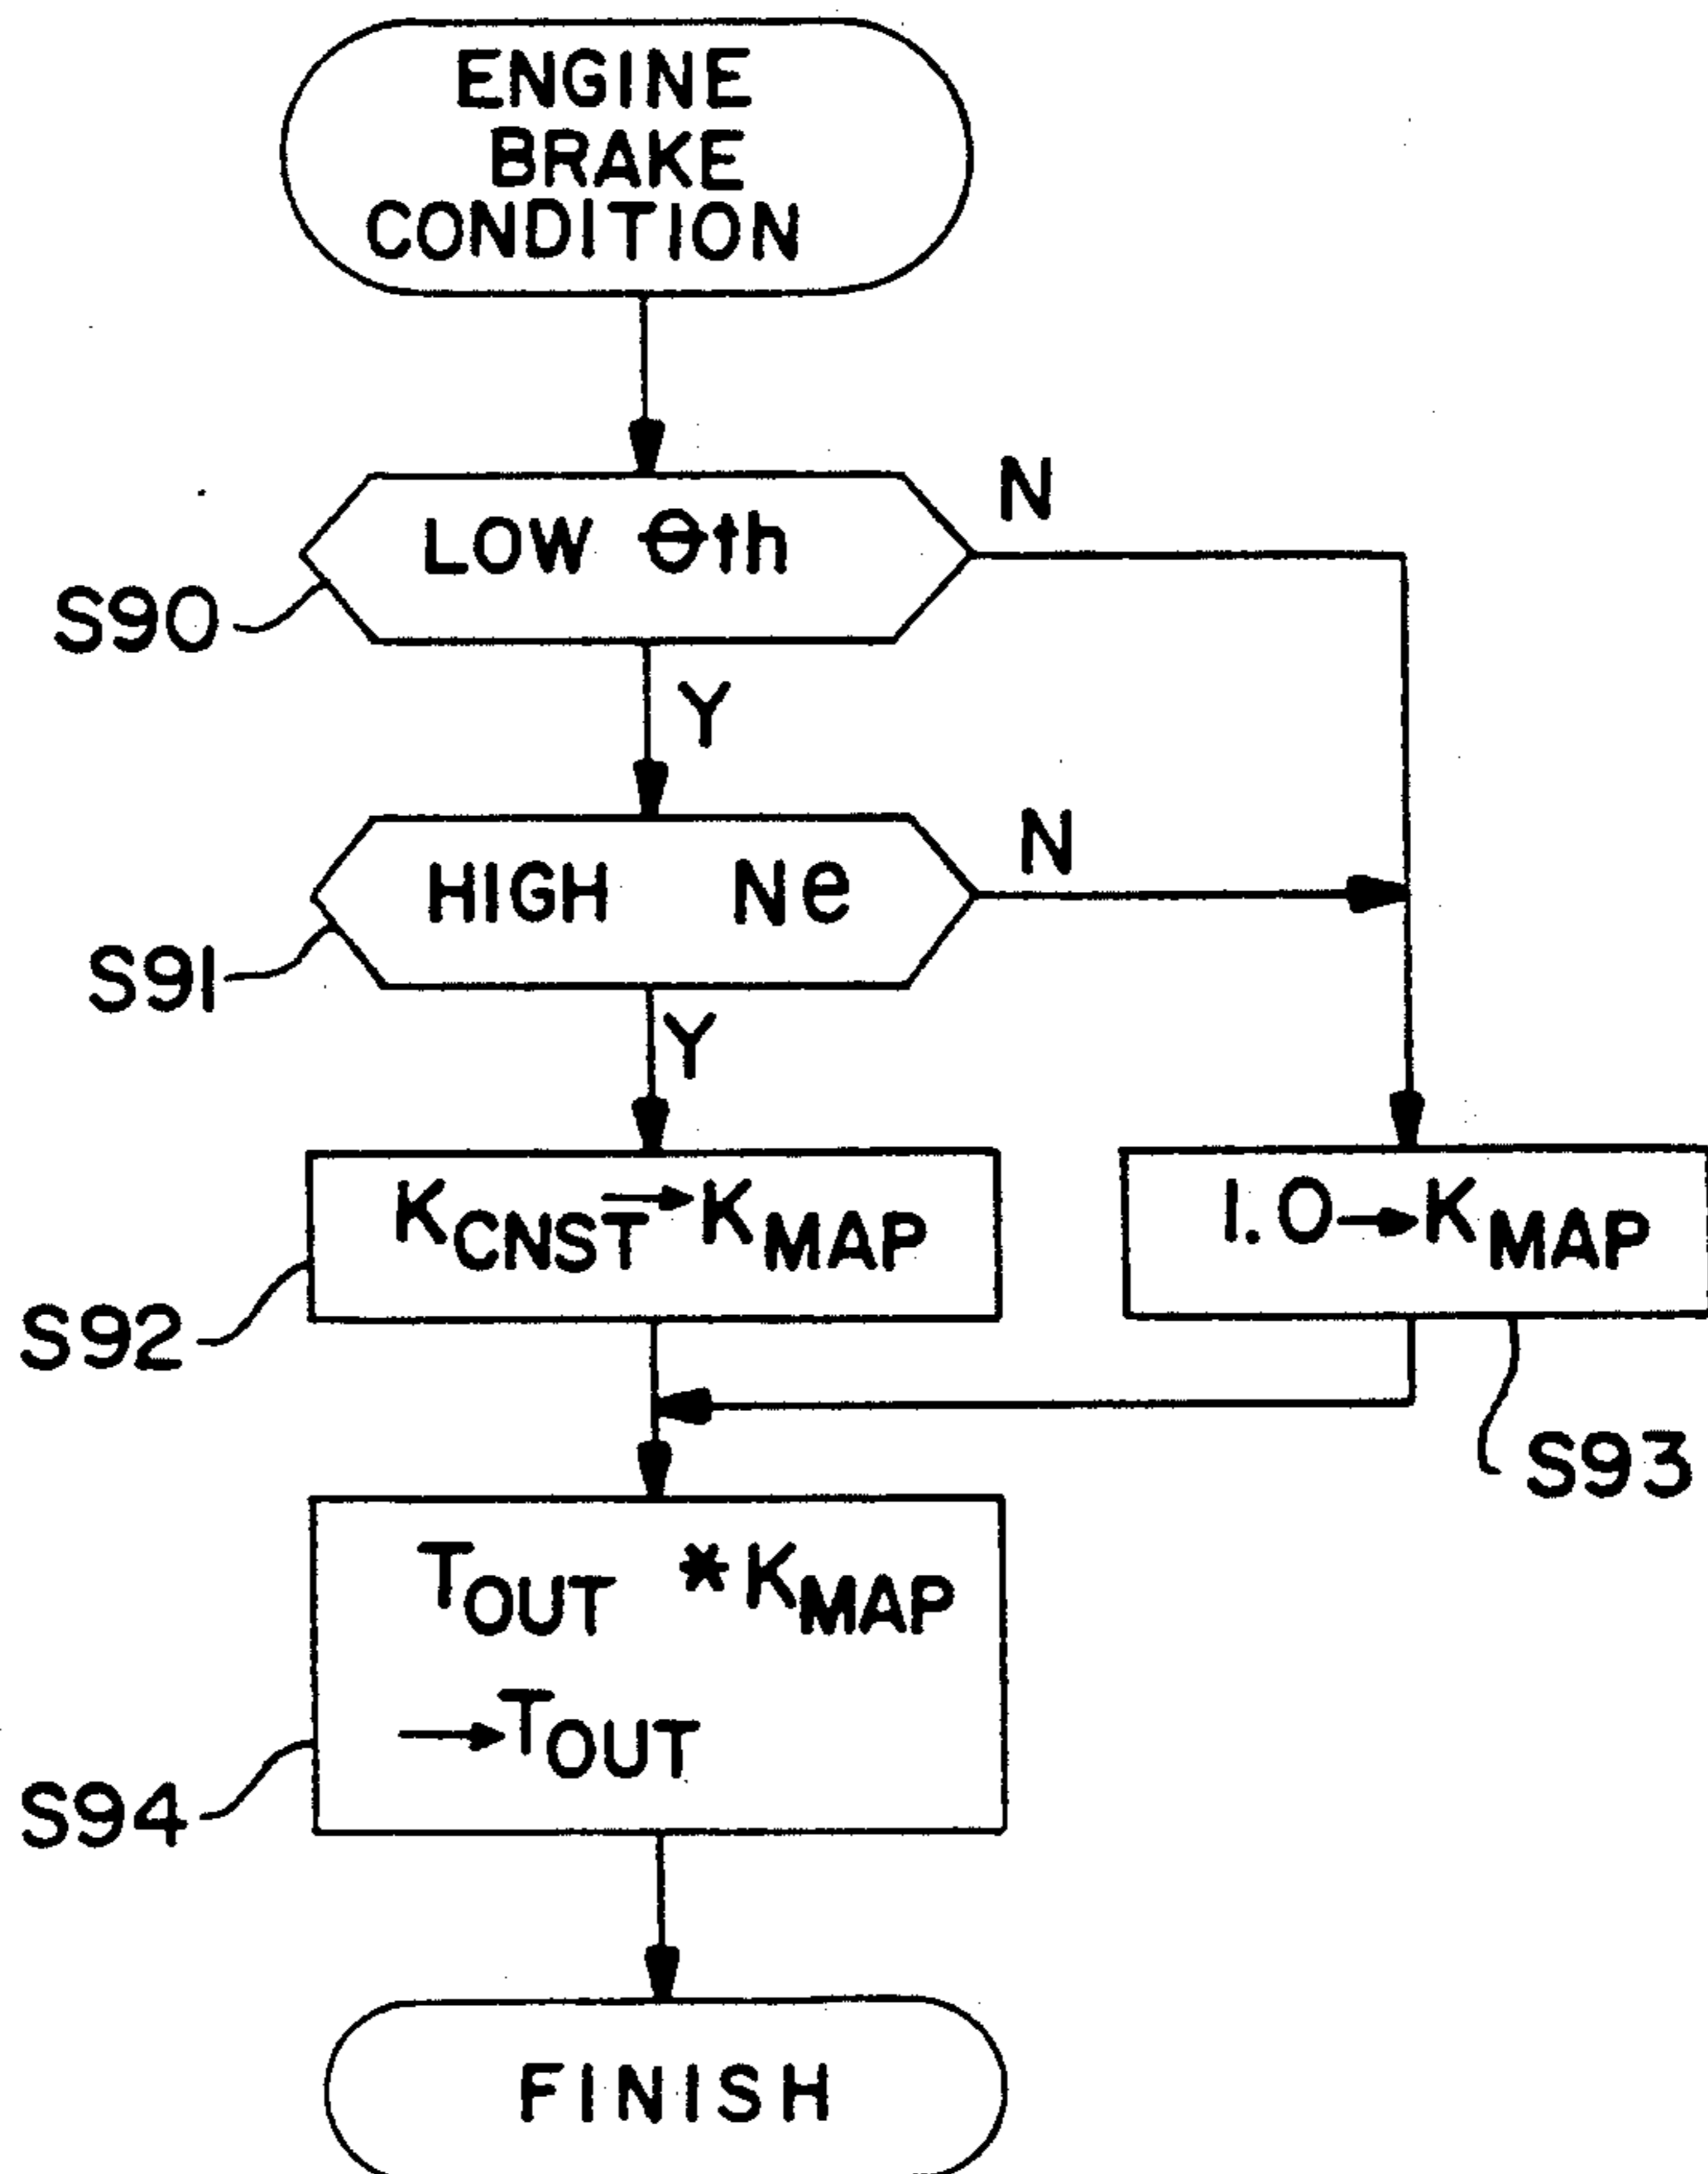 ENGINE
BRAKE
CONDITION
LOW θth
N
S90
Y
HIGH Ne
N
S91
Y
KCNST→KMAP
1.0→KMAP
S92
S93
TOUT *KMAP
→TOUT
S94
FINISH